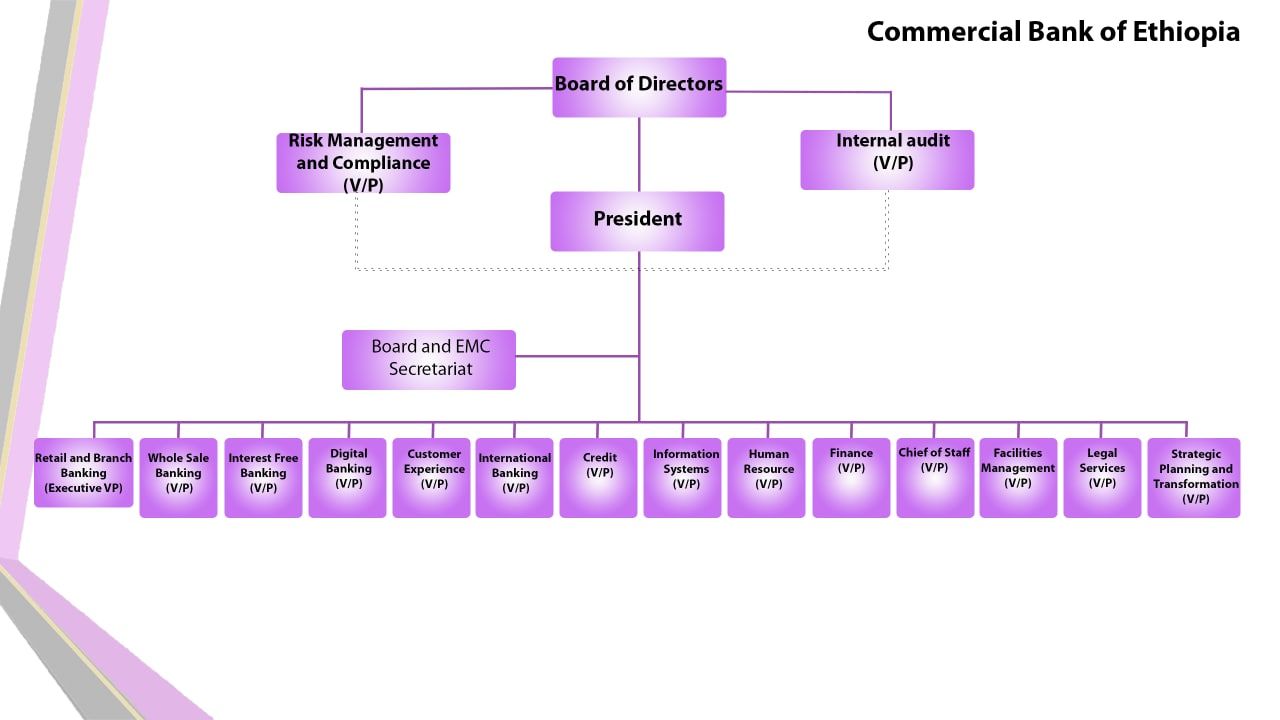 Commercial Bank of Ethiopia
Board of Directors
Risk Management
and Compliance
(V/P)
Internal audit
(V/P)
President
Board and EMC
Secretariat
Retail and Branch
Banking
(Executive VP)
Whole Sale
Banking
(V/P)
Interest Free
Banking
(V/P)
Digital
Banking
(V/P)
Customer
Experience
(V/P)
International
Banking
(V/P)
Credit
(V/P)
Information
Systems
(V/P)
Human
Resource
(V/P)
Finance
(V/P)
Chief of Staff
(V/P)
Facilities
Management
(V/P)
Legal
Services
(V/P)
Strategic
Planning and
Transformation
(V/P)